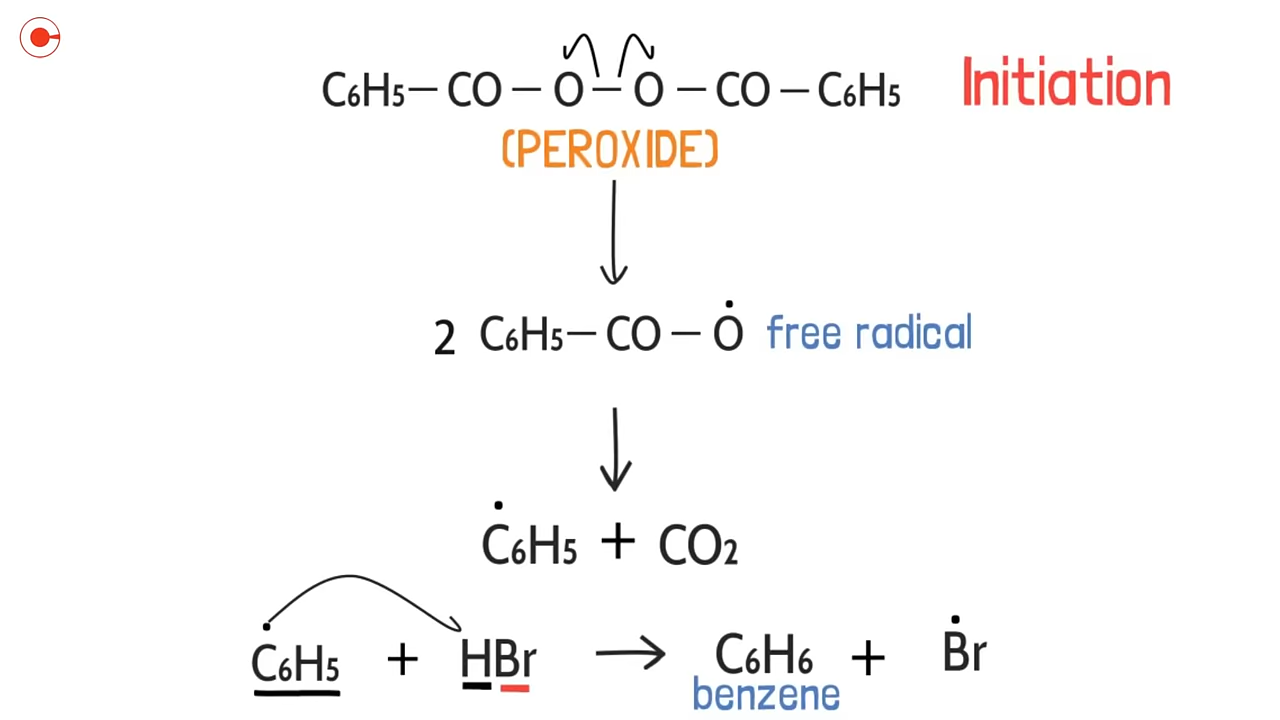 C₆H₅ — CO — O — O — CO — C₆H₅ Initiation
(PEROXIDE)
2 C₆H₅ — CO — Ȯ free radical
Ċ₆H₅ + CO₂
Ċ₆H₅ + HBr → C₆H₆ + Ḃr
benzene